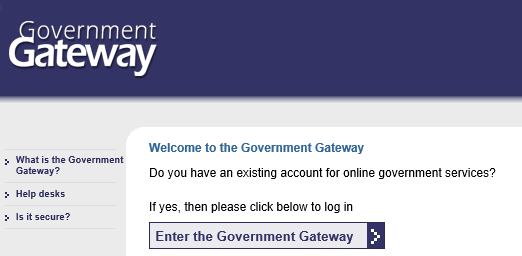 Government
Gateway
What is the Government
Gateway?
Help desks
Is it secure?
Welcome to the Government Gateway
Do you have an existing account for online government services?
If yes, then please click below to log in
Enter the Government Gateway